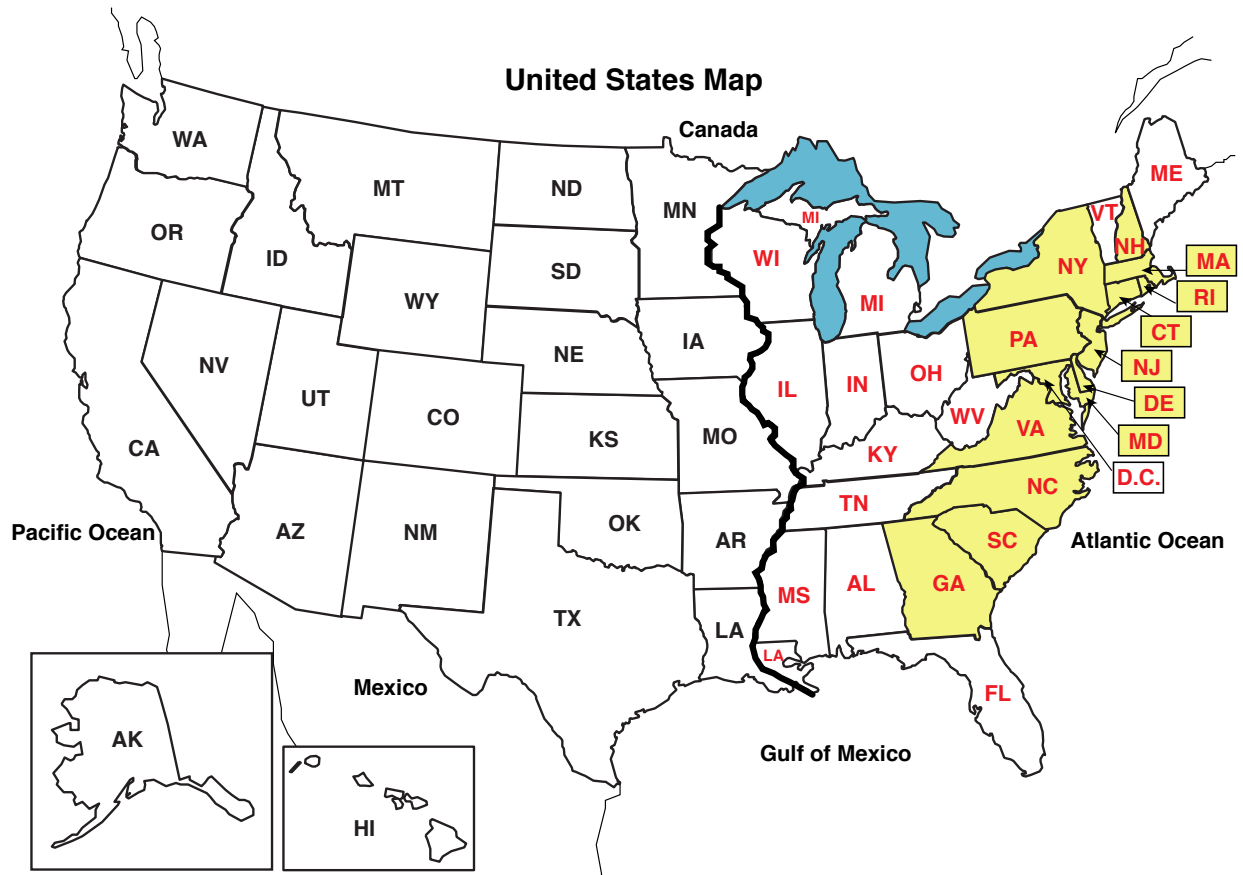 United States Map
Canada
WA
MT
ND
MN
ME
OR
ID
SD
WI
MI
VT
NH
MA
NY
WY
MI
RI
CT
NV
UT
NE
IA
PA
NJ
CO
IL
IN
OH
DE
CA
KS
MO
WV
VA
MD
KY
D.C.
NC
TN
Pacific Ocean
AZ
NM
OK
AR
SC
Atlantic Ocean
MS
AL
GA
TX
LA
LA
Mexico
FL
AK
Gulf of Mexico
HI